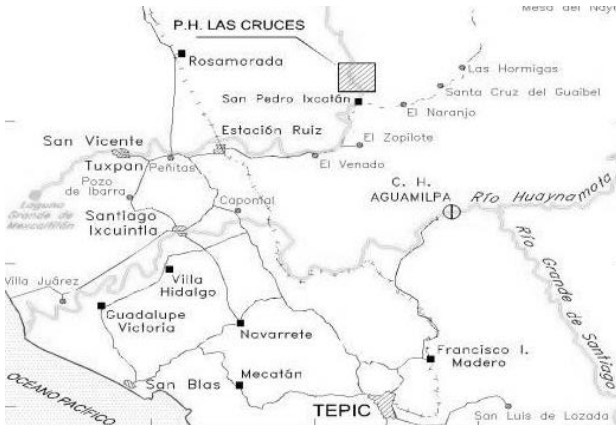 Mesa del Nay
P.H. LAS CRUCES
Rosamorada
Las Hormigas
Santa Cruz del Guaibel
San Pedro Ixcatán
El Naranjo
San Vicente
Estación Ruiz
El Zopilote
Tuxpan
Peñitas
El Venado
Pozo
de Ibarra
Laguna
Grande de
Mexcaltitlán
Capomal
C. H.
AGUAMILPA
Río Huaynamota
Santiago
Ixcuintla
Río Grande de Santiago
Villa Juárez
Villa
Hidalgo
Guadalupe
Victoria
Navarrete
Francisco I.
Madero
San Blas
Mecatán
OCÉANO PACÍFICO
TEPIC
San Luis de Lozada